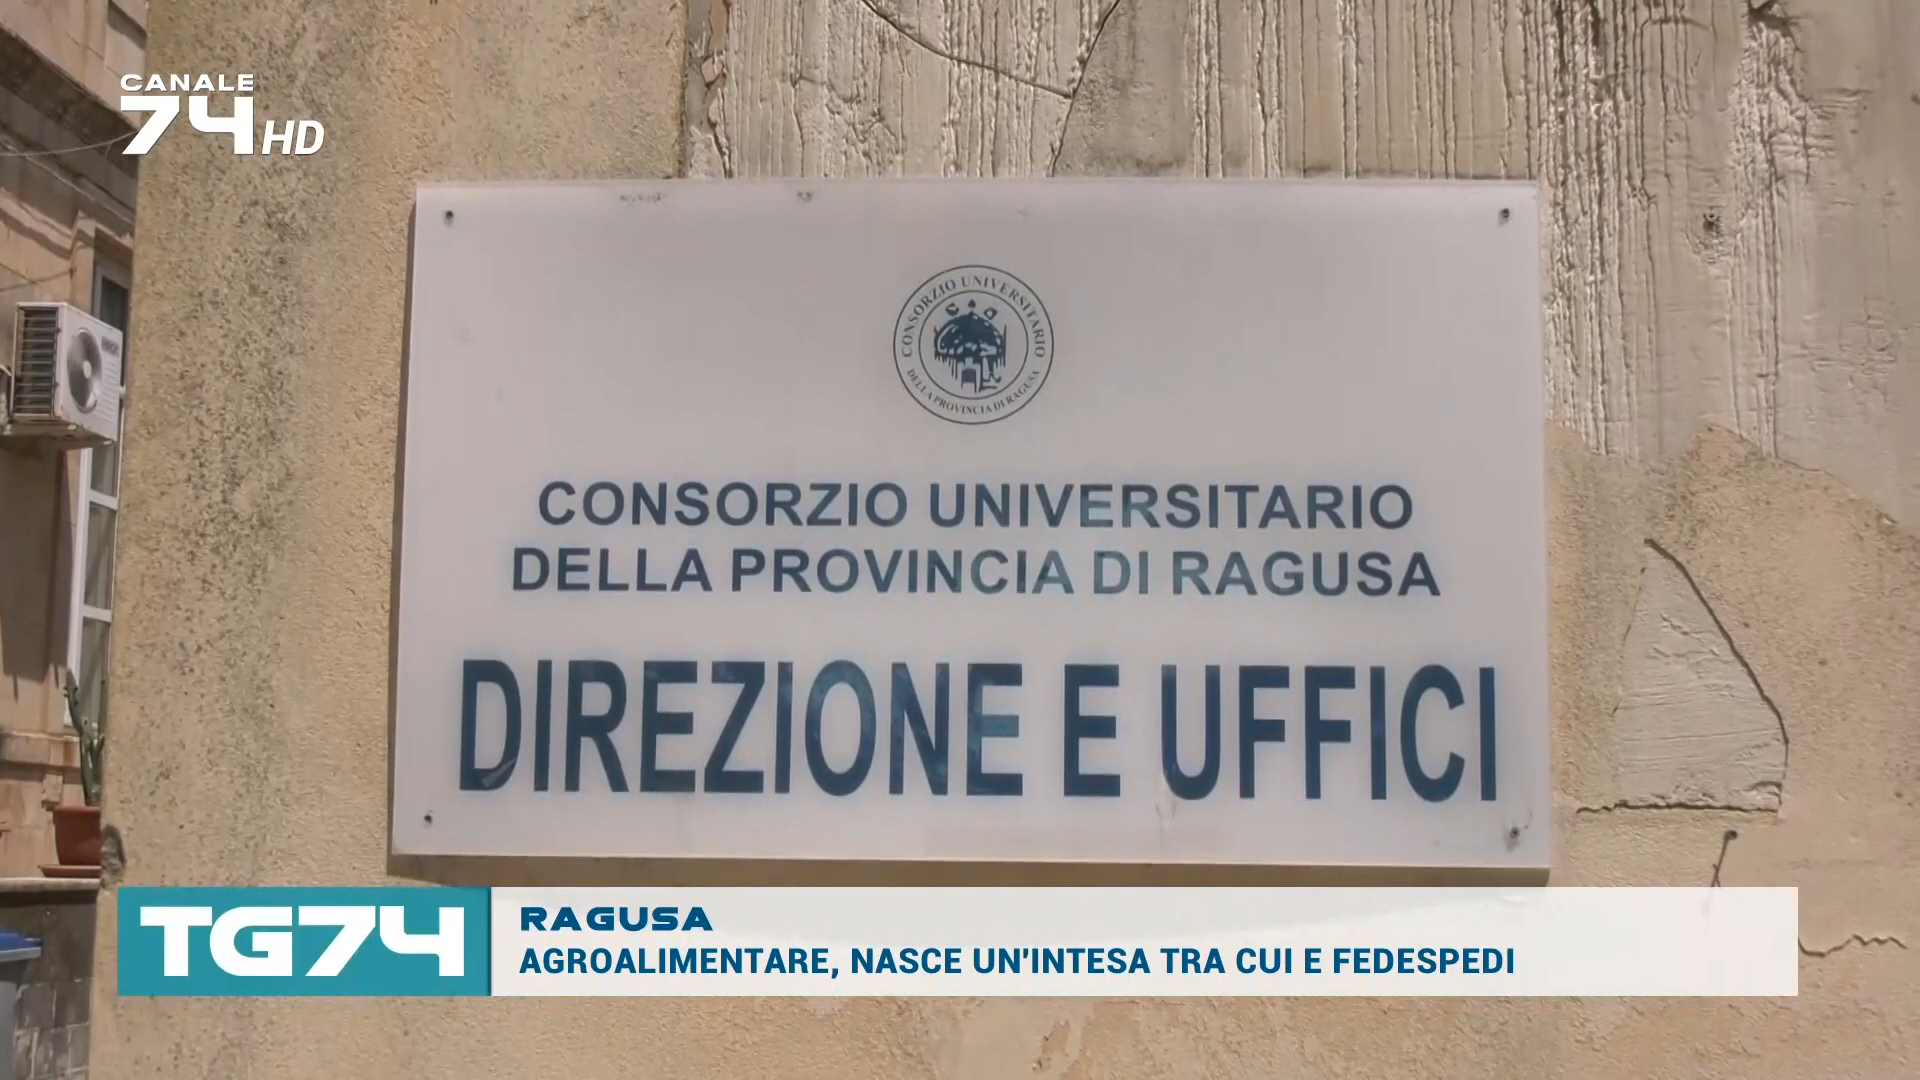 CANALE
74 HD
CONSORZIO UNIVERSITARIO
DELLA PROVINCIA DI RAGUSA
CONSORZIO UNIVERSITARIO
DELLA PROVINCIA DI RAGUSA
DIREZIONE E UFFICI
TG74
RAGUSA
AGROALIMENTARE, NASCE UN'INTESA TRA CUI E FEDESPEDI